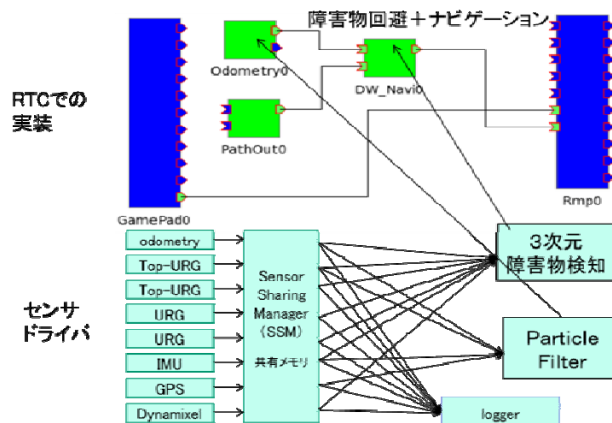 障害物回避+ナビゲーション
Odometry0
DW_Navi0
RTCでの
実装
PathOut0
GamePad0
Rmp0
odometry
Top-URG
Top-URG
URG
URG
IMU
GPS
Dynamixel
センサ
ドライバ
Sensor
Sharing
Manager
(SSM)
共有メモリ
3次元
障害物検知
Particle
Filter
logger